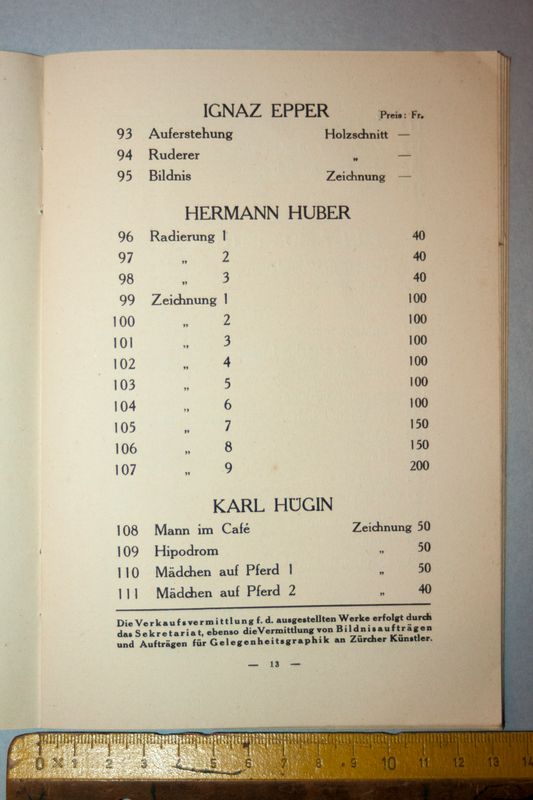 IGNAZ EPPER Preis: Fr.
93 Auferstehung Holzschnitt —
94 Ruderer „ —
95 Bildnis Zeichnung —
HERMANN HUBER
96 Radierung 1 40
97 „ 2 40
98 „ 3 40
99 Zeichnung 1 100
100 „ 2 100
101 „ 3 100
102 „ 4 100
103 „ 5 100
104 „ 6 100
105 „ 7 150
106 „ 8 150
107 „ 9 200
KARL HÜGIN
108 Mann im Café Zeichnung 50
109 Hipodrom „ 50
110 Mädchen auf Pferd 1 „ 50
111 Mädchen auf Pferd 2 „ 40
Die Verkaufsvermittlung f. d. ausgestellten Werke erfolgt durch
das Sekretariat, ebenso die Vermittlung von Bildnisaufträgen
und Aufträgen für Gelegenheitsgraphik an Zürcher Künstler.
— 13 —
0 1 2 3 4 5 6 7 8 9 10 11 12 13 14